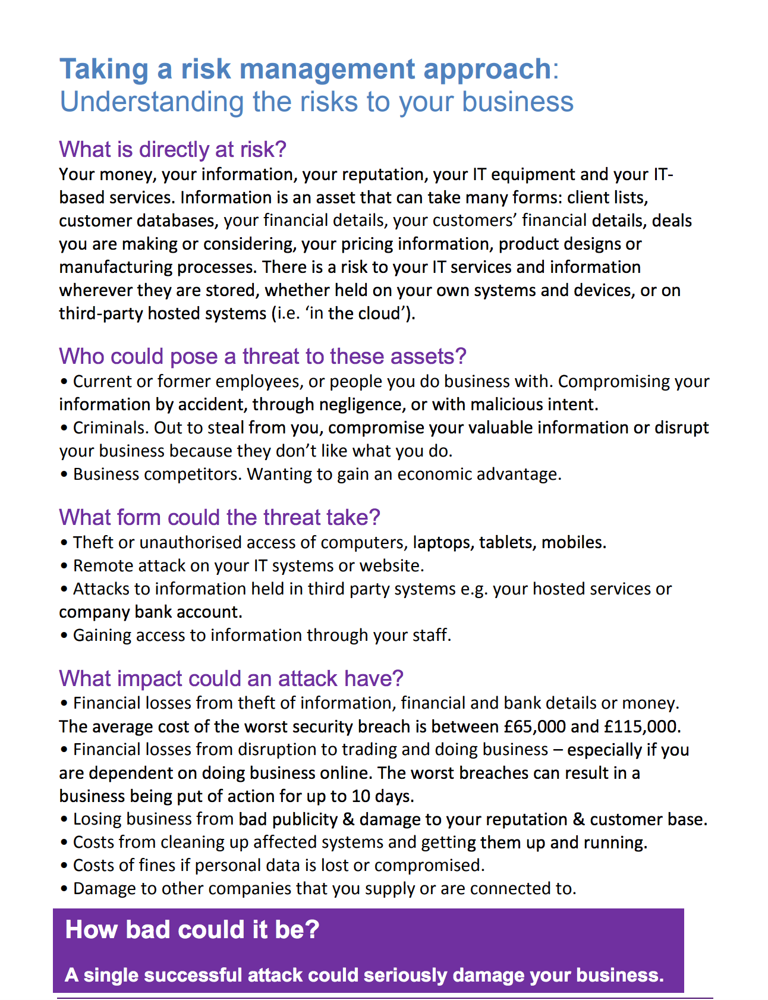 Taking a risk management approach:
Understanding the risks to your business
What is directly at risk?
Your money, your information, your reputation, your IT equipment and your IT-
based services. Information is an asset that can take many forms: client lists,
customer databases, your financial details, your customers’ financial details, deals
you are making or considering, your pricing information, product designs or
manufacturing processes. There is a risk to your IT services and information
wherever they are stored, whether held on your own systems and devices, or on
third-party hosted systems (i.e. ‘in the cloud’).
Who could pose a threat to these assets?
• Current or former employees, or people you do business with. Compromising your
information by accident, through negligence, or with malicious intent.
• Criminals. Out to steal from you, compromise your valuable information or disrupt
your business because they don’t like what you do.
• Business competitors. Wanting to gain an economic advantage.
What form could the threat take?
• Theft or unauthorised access of computers, laptops, tablets, mobiles.
• Remote attack on your IT systems or website.
• Attacks to information held in third party systems e.g. your hosted services or
company bank account.
• Gaining access to information through your staff.
What impact could an attack have?
• Financial losses from theft of information, financial and bank details or money.
The average cost of the worst security breach is between £65,000 and £115,000.
• Financial losses from disruption to trading and doing business – especially if you
are dependent on doing business online. The worst breaches can result in a
business being put of action for up to 10 days.
• Losing business from bad publicity & damage to your reputation & customer base.
• Costs from cleaning up affected systems and getting them up and running.
• Costs of fines if personal data is lost or compromised.
• Damage to other companies that you supply or are connected to.
How bad could it be?
A single successful attack could seriously damage your business.